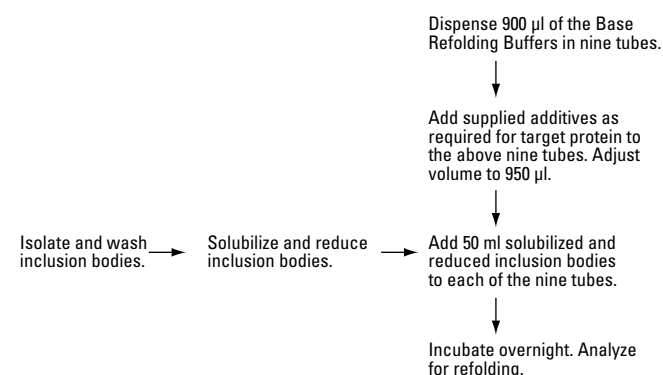 Dispense 900 µl of the Base
Refolding Buffers in nine tubes.
Add supplied additives as
required for target protein to
the above nine tubes. Adjust
volume to 950 µl.
Isolate and wash
inclusion bodies.
Solubilize and reduce
inclusion bodies.
Add 50 ml solubilized and
reduced inclusion bodies
to each of the nine tubes.
Incubate overnight. Analyze
for refolding.